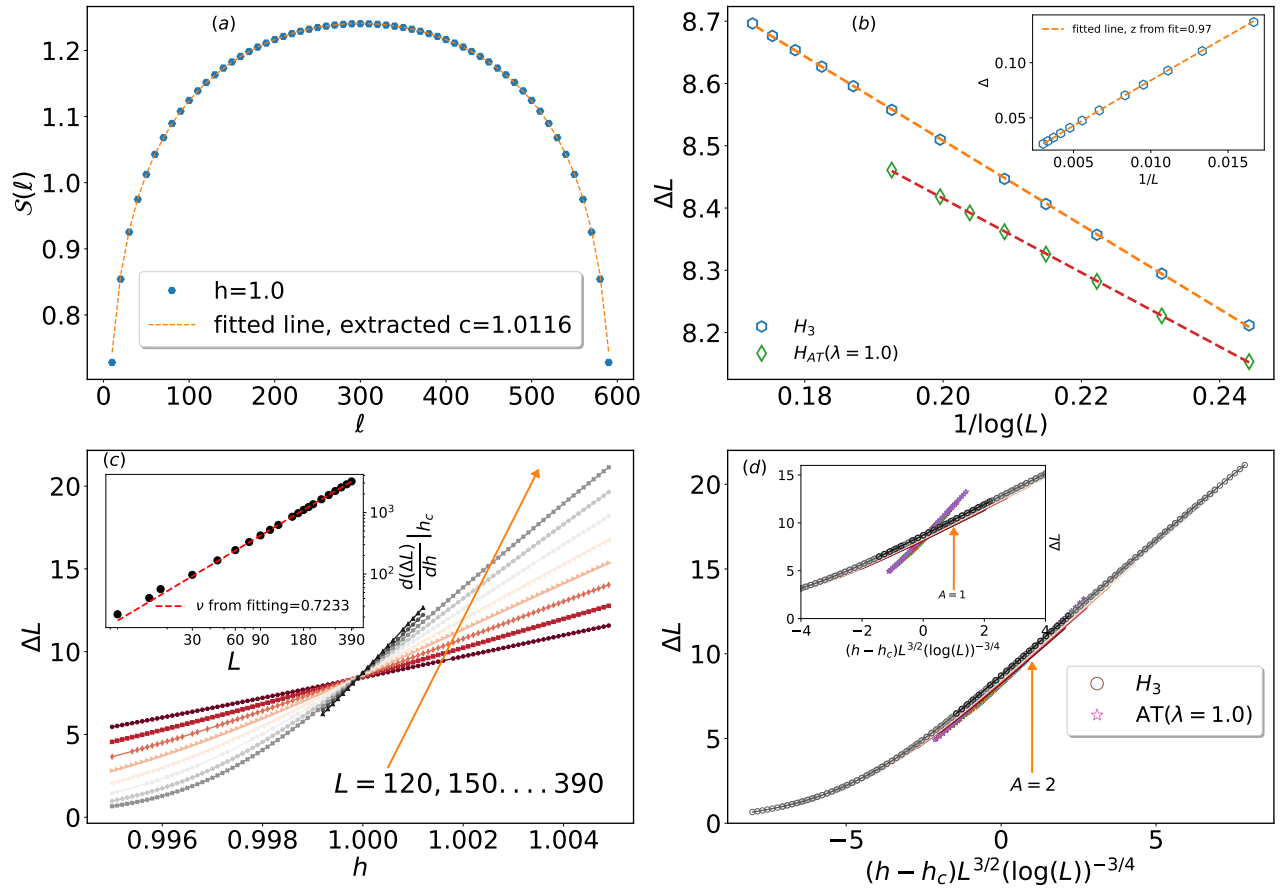 (a)
1.2
1.1
1.0
0.9
0.8
S(ℓ)
h=1.0
fitted line, extracted c=1.0116
0
100
200
300
400
500
600
ℓ
(b)
8.7
8.6
8.5
8.4
8.3
8.2
ΔL
fitted line, z from fit=0.97
0.10
0.05
Δ
0.005
0.010
0.015
1/L
H₃
H_AT(λ = 1.0)
0.18
0.20
0.22
0.24
1/log(L)
(c)
20
15
10
5
0
ΔL
ν from fitting=0.7233
10³
10²
d(ΔL)/dh|h_c
30
60
90
180
390
L
L = 120, 150.... 390
0.996
0.998
1.000
1.002
1.004
h
(d)
20
15
10
5
0
ΔL
15
10
5
0
ΔL
A = 1
−4
−2
0
2
4
(h − h_c)L^{3/2}(log(L))^{−3/4}
H₃
AT(λ = 1.0)
A = 2
−5
0
5
(h − h_c)L^{3/2}(log(L))^{−3/4}